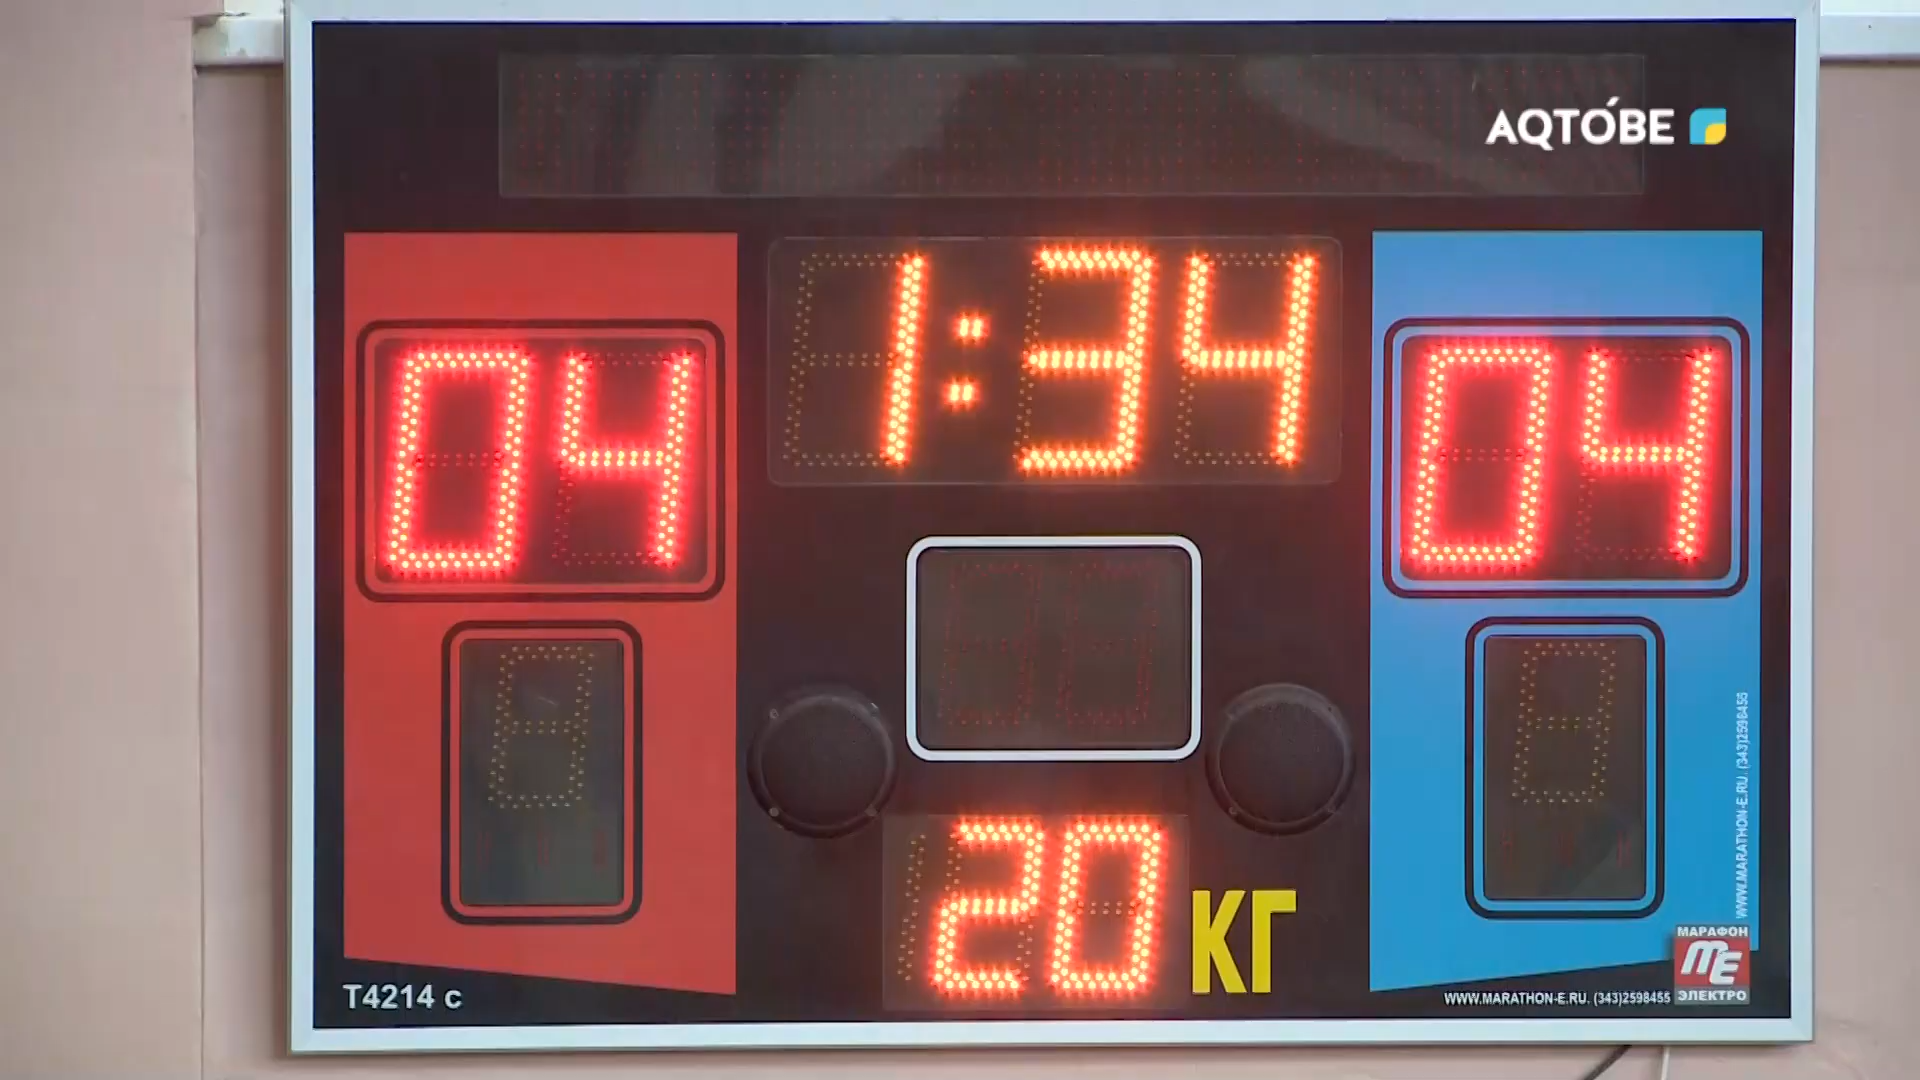 AQTÓBE
1:34
04
04
20 КГ
T4214 c
WWW.MARATHON-E.RU. (343)2598455
WWW.MARATHON-E.RU. (343)2598455
МАРАФОН
МЕ
ЭЛЕКТРО